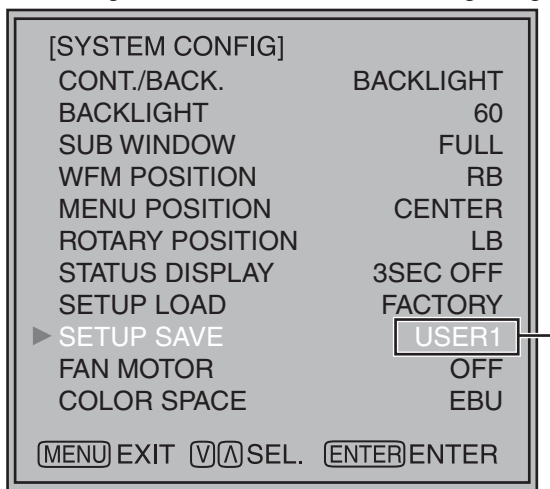 [SYSTEM CONFIG]
CONT./BACK. BACKLIGHT
BACKLIGHT 60
SUB WINDOW FULL
WFM POSITION RB
MENU POSITION CENTER
ROTARY POSITION LB
STATUS DISPLAY 3SEC OFF
SETUP LOAD FACTORY
▶ SETUP SAVE USER1
FAN MOTOR OFF
COLOR SPACE EBU
MENU EXIT V Λ SEL. ENTER ENTER